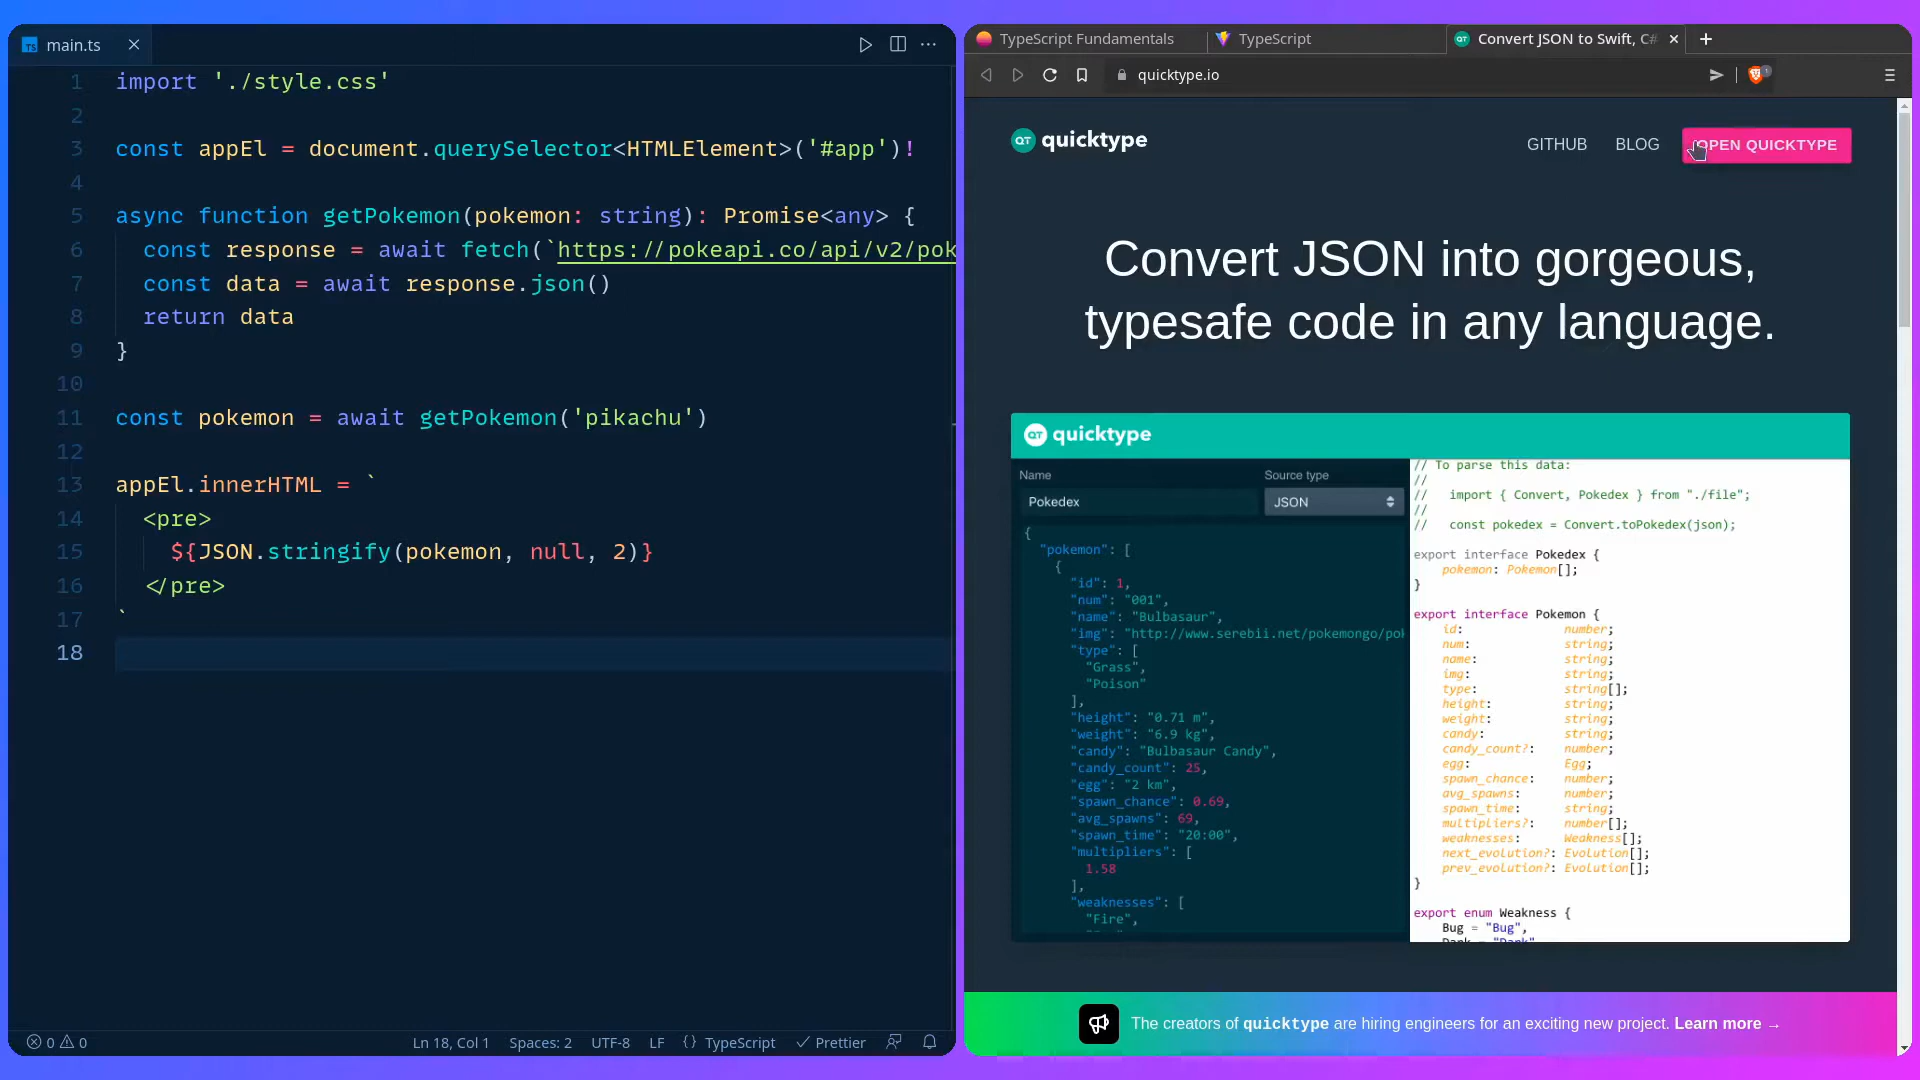 main.ts
1 import './style.css'
2
3 const appEl = document.querySelector<HTMLElement>('#app')!
4
5 async function getPokemon(pokemon: string): Promise<any> {
6 const response = await fetch(`https://pokeapi.co/api/v2/pok
7 const data = await response.json()
8 return data
9 }
10
11 const pokemon = await getPokemon('pikachu')
12
13 appEl.innerHTML = `
14 <pre>
15 ${JSON.stringify(pokemon, null, 2)}
16 </pre>
17 `
18
0 0 Ln 18, Col 1 Spaces: 2 UTF-8 LF {} TypeScript Prettier
TypeScript Fundamentals TypeScript Convert JSON to Swift, C#
quicktype.io
QT quicktype GITHUB BLOG OPEN QUICKTYPE
Convert JSON into gorgeous,
typesafe code in any language.
QT quicktype
Name Source type
Pokedex JSON
{
"pokemon": [
{
"id": 1,
"num": "001",
"name": "Bulbasaur",
"img": "http://www.serebii.net/pokemongo/pok
"type": [
"Grass",
"Poison"
],
"height": "0.71 m",
"weight": "6.9 kg",
"candy": "Bulbasaur Candy",
"candy_count": 25,
"egg": "2 km",
"spawn_chance": 0.69,
"avg_spawns": 69,
"spawn_time": "20:00",
"multipliers": [
1.58
],
"weaknesses": [
"Fire",
// To parse this data:
//
// import { Convert, Pokedex } from "./file";
//
// const pokedex = Convert.toPokedex(json);
export interface Pokedex {
pokemon: Pokemon[];
}
export interface Pokemon {
id: number;
num: string;
name: string;
img: string;
type: string[];
height: string;
weight: string;
candy: string;
candy_count?: number;
egg: Egg;
spawn_chance: number;
avg_spawns: number;
spawn_time: string;
multipliers?: number[];
weaknesses: Weakness[];
next_evolution?: Evolution[];
prev_evolution?: Evolution[];
}
export enum Weakness {
Bug = "Bug",
Dark = "Dark"
The creators of quicktype are hiring engineers for an exciting new project. Learn more →